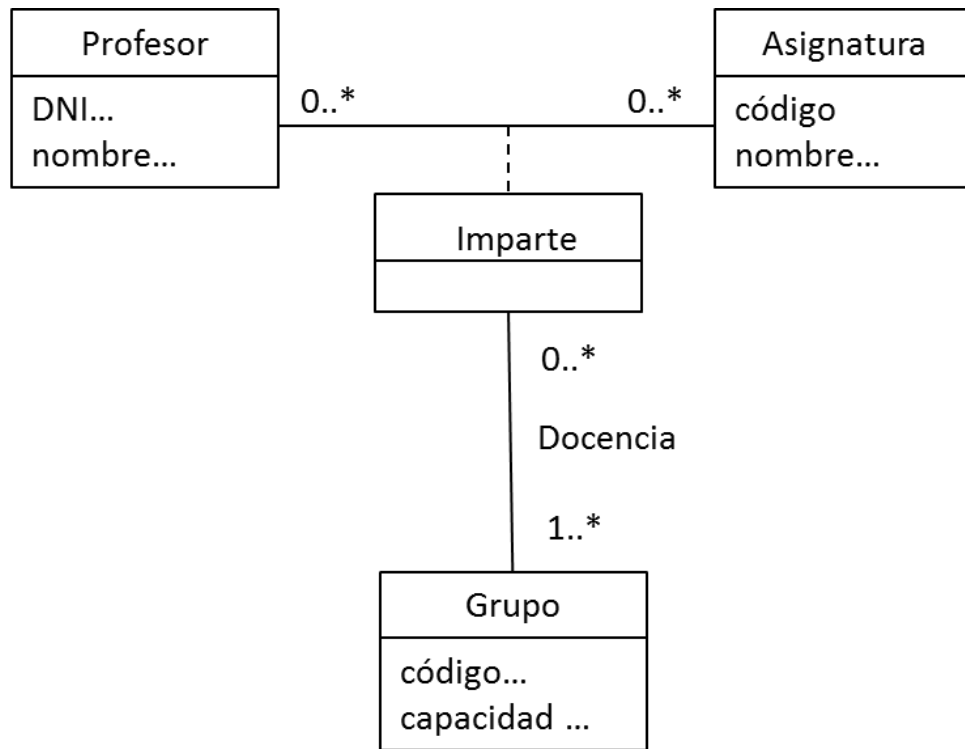 Profesor
DNI...
nombre...
0..*
0..*
Asignatura
código
nombre...
Imparte
0..*
Docencia
1..*
Grupo
código...
capacidad ...